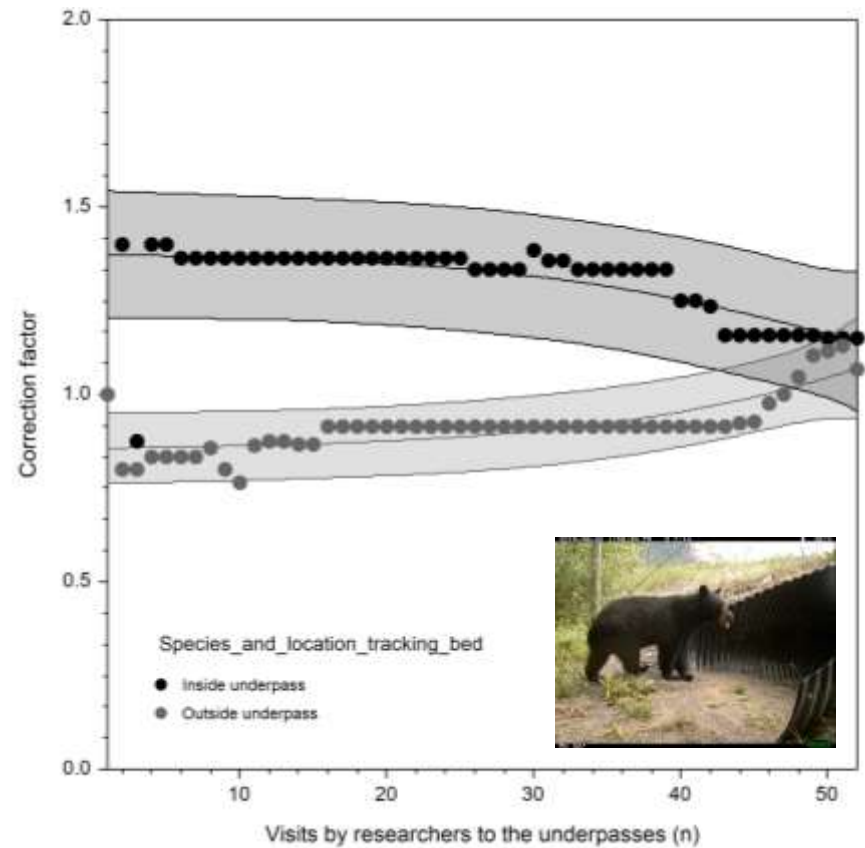 2.0
1.5
1.0
0.5
0.0
Correction factor
Species_and_location_tracking_bed
Inside underpass
Outside underpass
10
20
30
40
50
Visits by researchers to the underpasses (n)